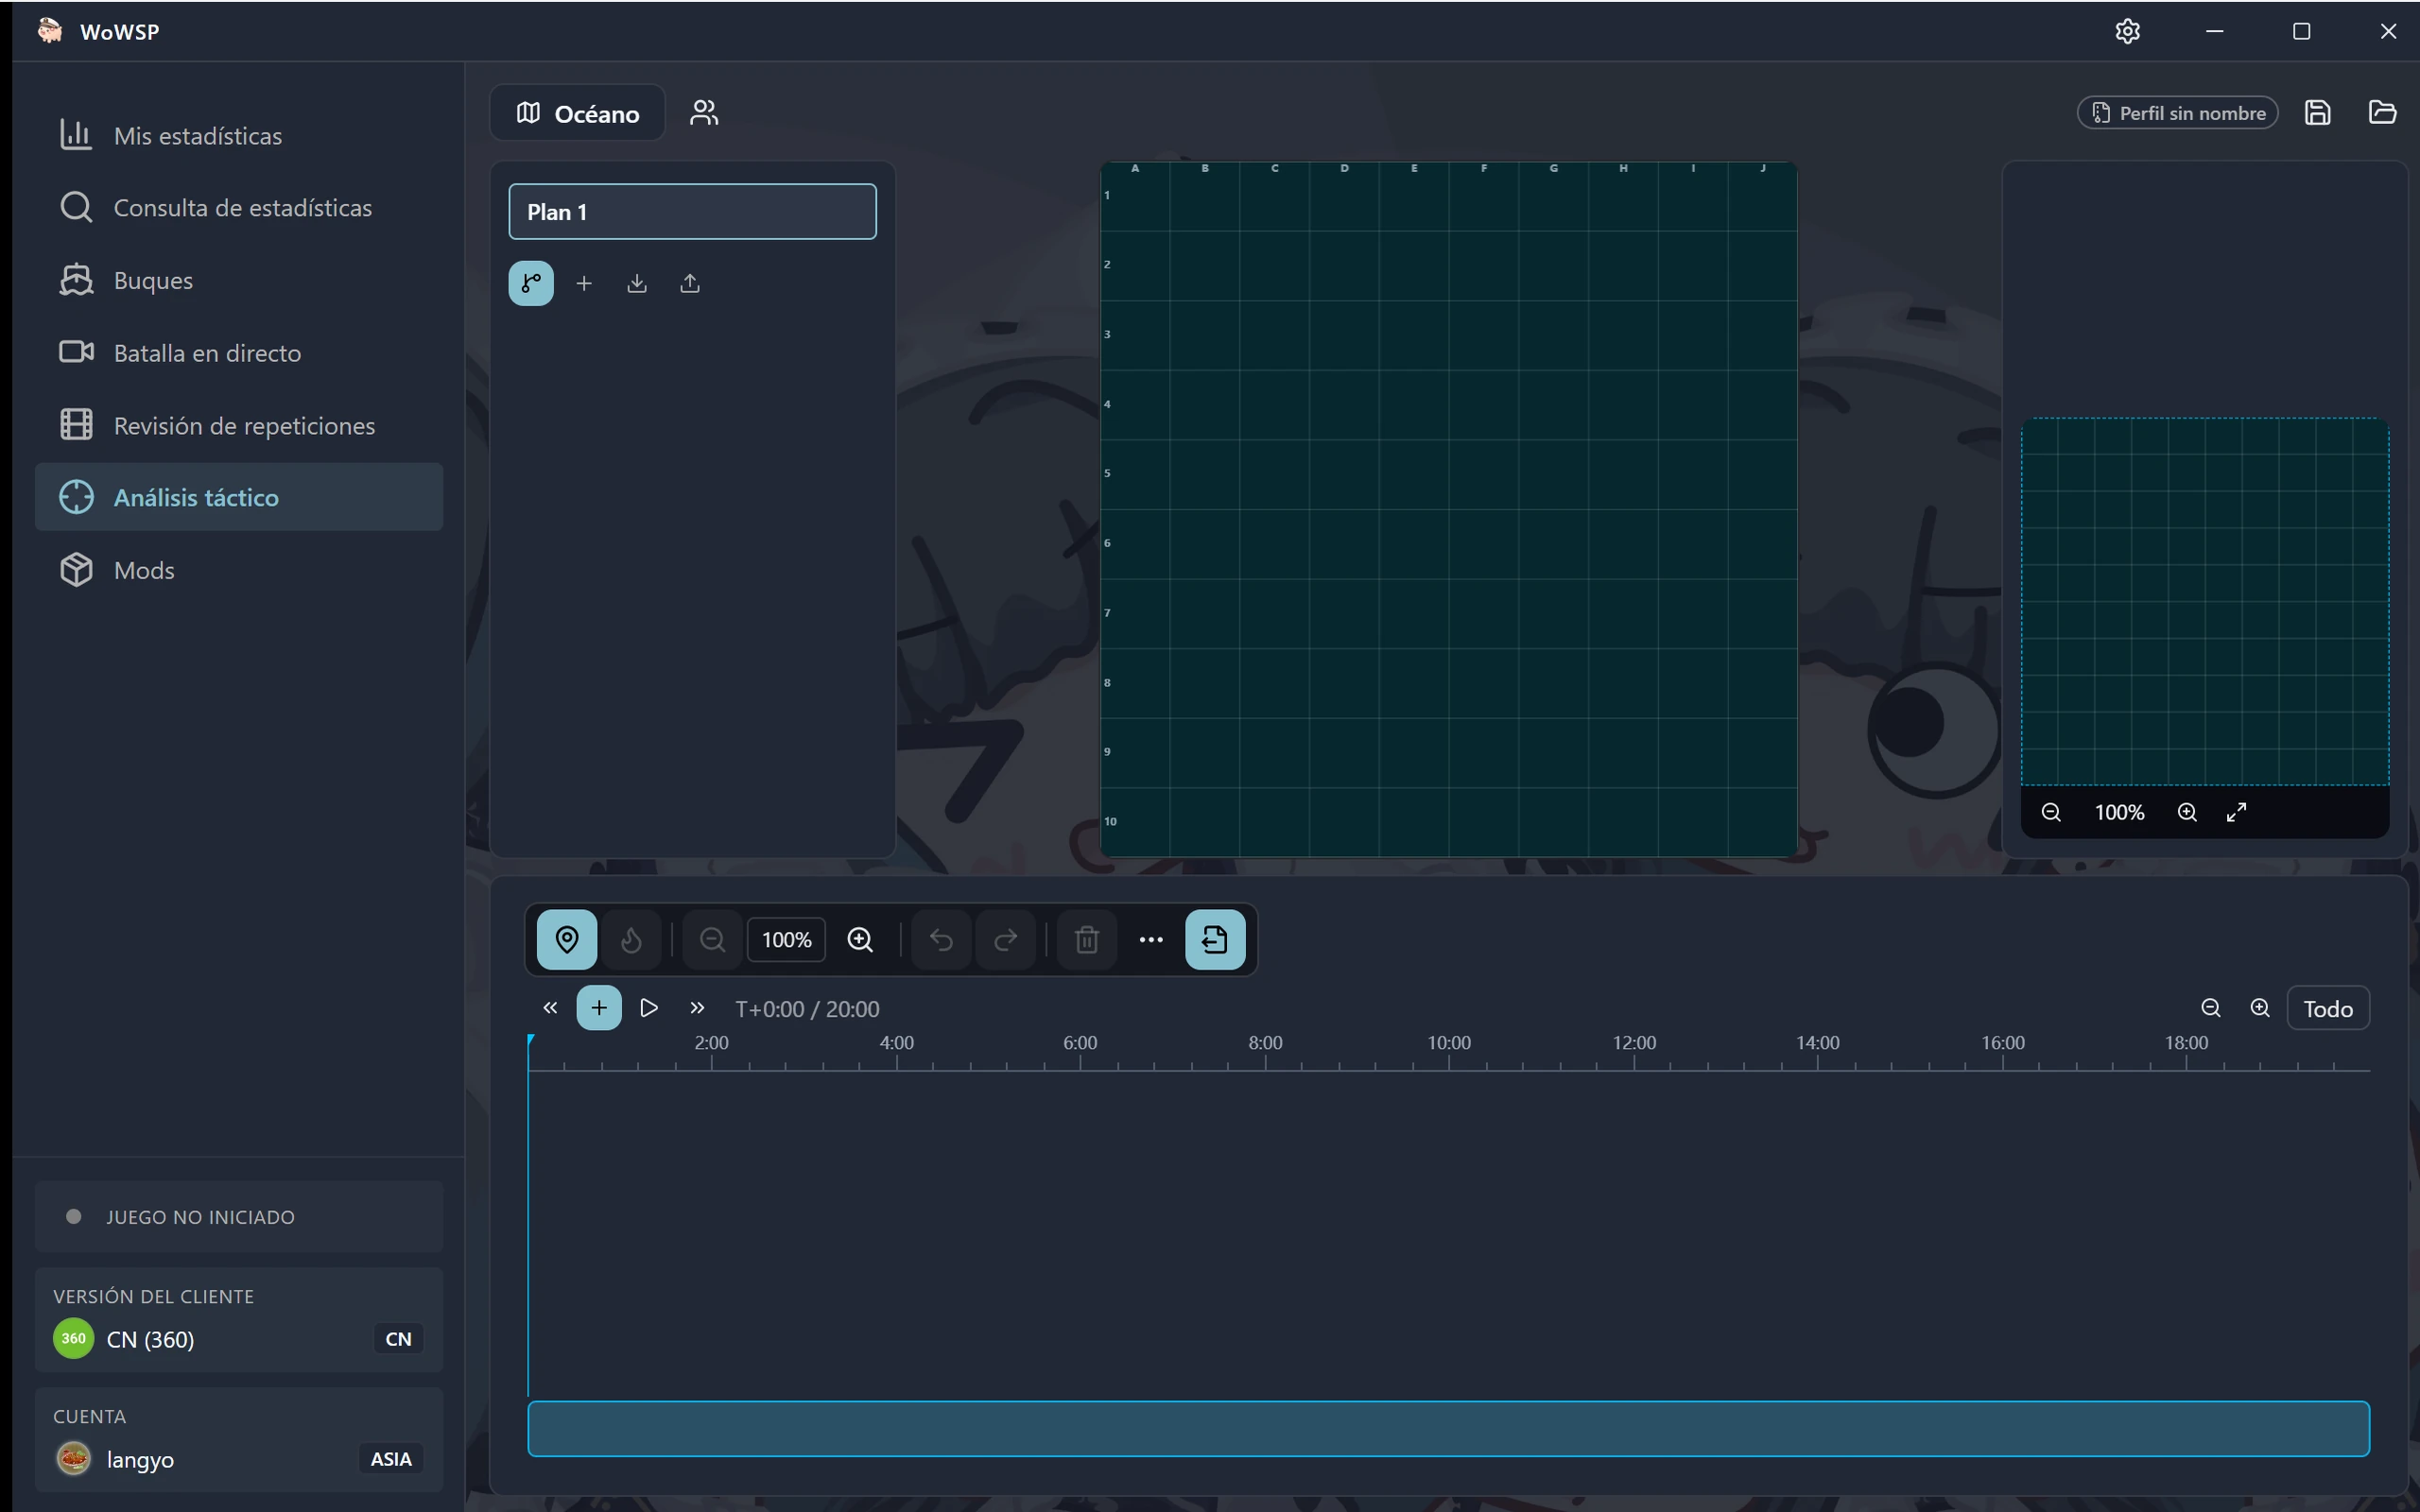 WoWSP
Mis estadísticas
Consulta de estadísticas
Buques
Batalla en directo
Revisión de repeticiones
Análisis táctico
Mods
JUEGO NO INICIADO
VERSIÓN DEL CLIENTE
360 CN (360) CN
CUENTA
langyo ASIA
Océano
Perfil sin nombre
Plan 1
A B C D E F G H I J
1
2
3
4
5
6
7
8
9
10
100%
100%
T+0:00 / 20:00
Todo
2:00 4:00 6:00 8:00 10:00 12:00 14:00 16:00 18:00